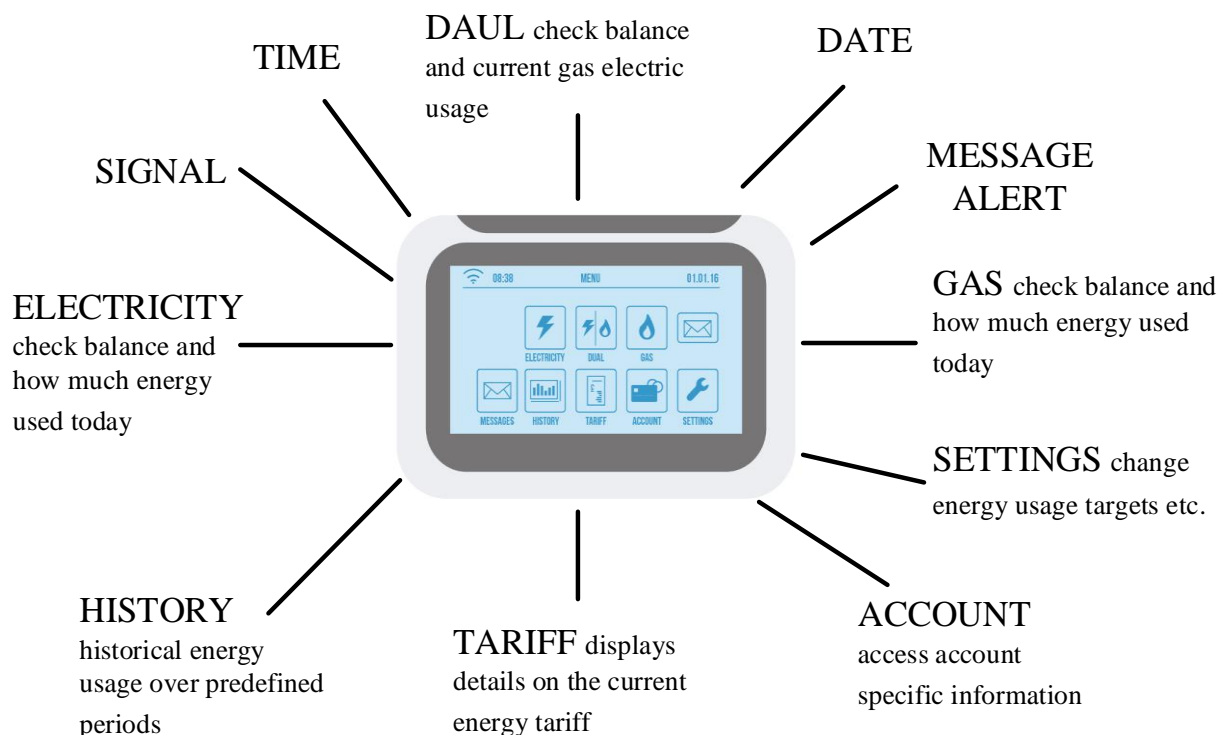 TIME
DAUL check balance
and current gas electric
usage
DATE
SIGNAL
MESSAGE
ALERT
ELECTRICITY
check balance and
how much energy
used today
GAS check balance and
how much energy used
today
08:38 MENU 01.01.16
ELECTRICITY DUAL GAS
MESSAGES HISTORY TARIFF ACCOUNT SETTINGS
SETTINGS change
energy usage targets etc.
HISTORY
historical energy
usage over predefined
periods
TARIFF displays
details on the current
energy tariff
ACCOUNT
access account
specific information